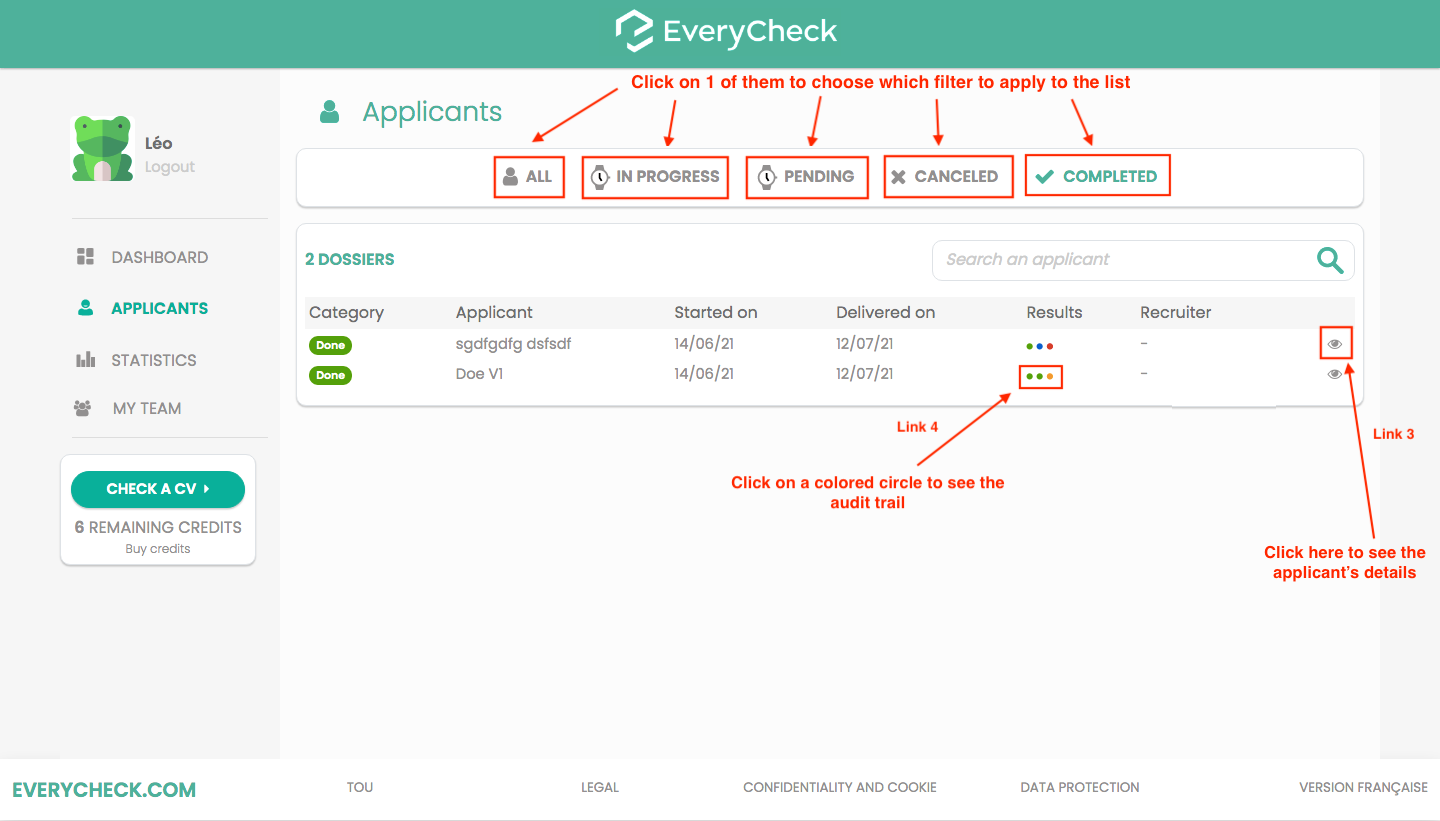 EveryCheck
Click on 1 of them to choose which filter to apply to the list
Applicants
Léo
Logout
ALL
IN PROGRESS
PENDING
CANCELED
COMPLETED
DASHBOARD
APPLICANTS
STATISTICS
MY TEAM
CHECK A CV
6 REMAINING CREDITS
Buy credits
2 DOSSIERS
Search an applicant
Category Applicant Started on Delivered on Results Recruiter
Done sgdfgdfg dsfsdf 14/06/21 12/07/21 -
Done Doe V1 14/06/21 12/07/21 -
Link 4
Link 3
Click on a colored circle to see the
audit trail
Click here to see the
applicant’s details
EVERYCHECK.COM
TOU
LEGAL
CONFIDENTIALITY AND COOKIE
DATA PROTECTION
VERSION FRANÇAISE